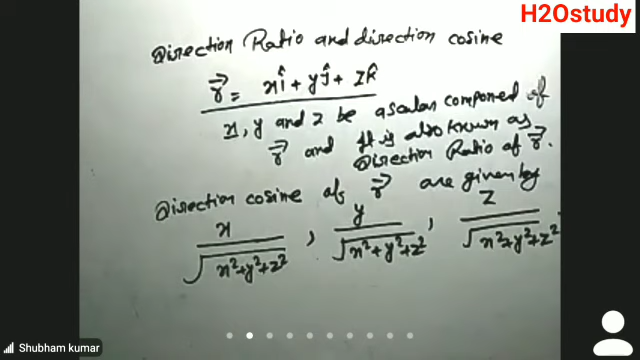 H2Ostudy
Direction Ratio and direction cosine
r⃗ = xî + yĵ + zk̂
x, y and z be a scalar componed of
r⃗ and It is also known as
Direction Ratio of r⃗.
Direction cosine of r⃗ are given by
x/√(x²+y²+z²), y/√(x²+y²+z²), z/√(x²+y²+z²).
Shubham kumar